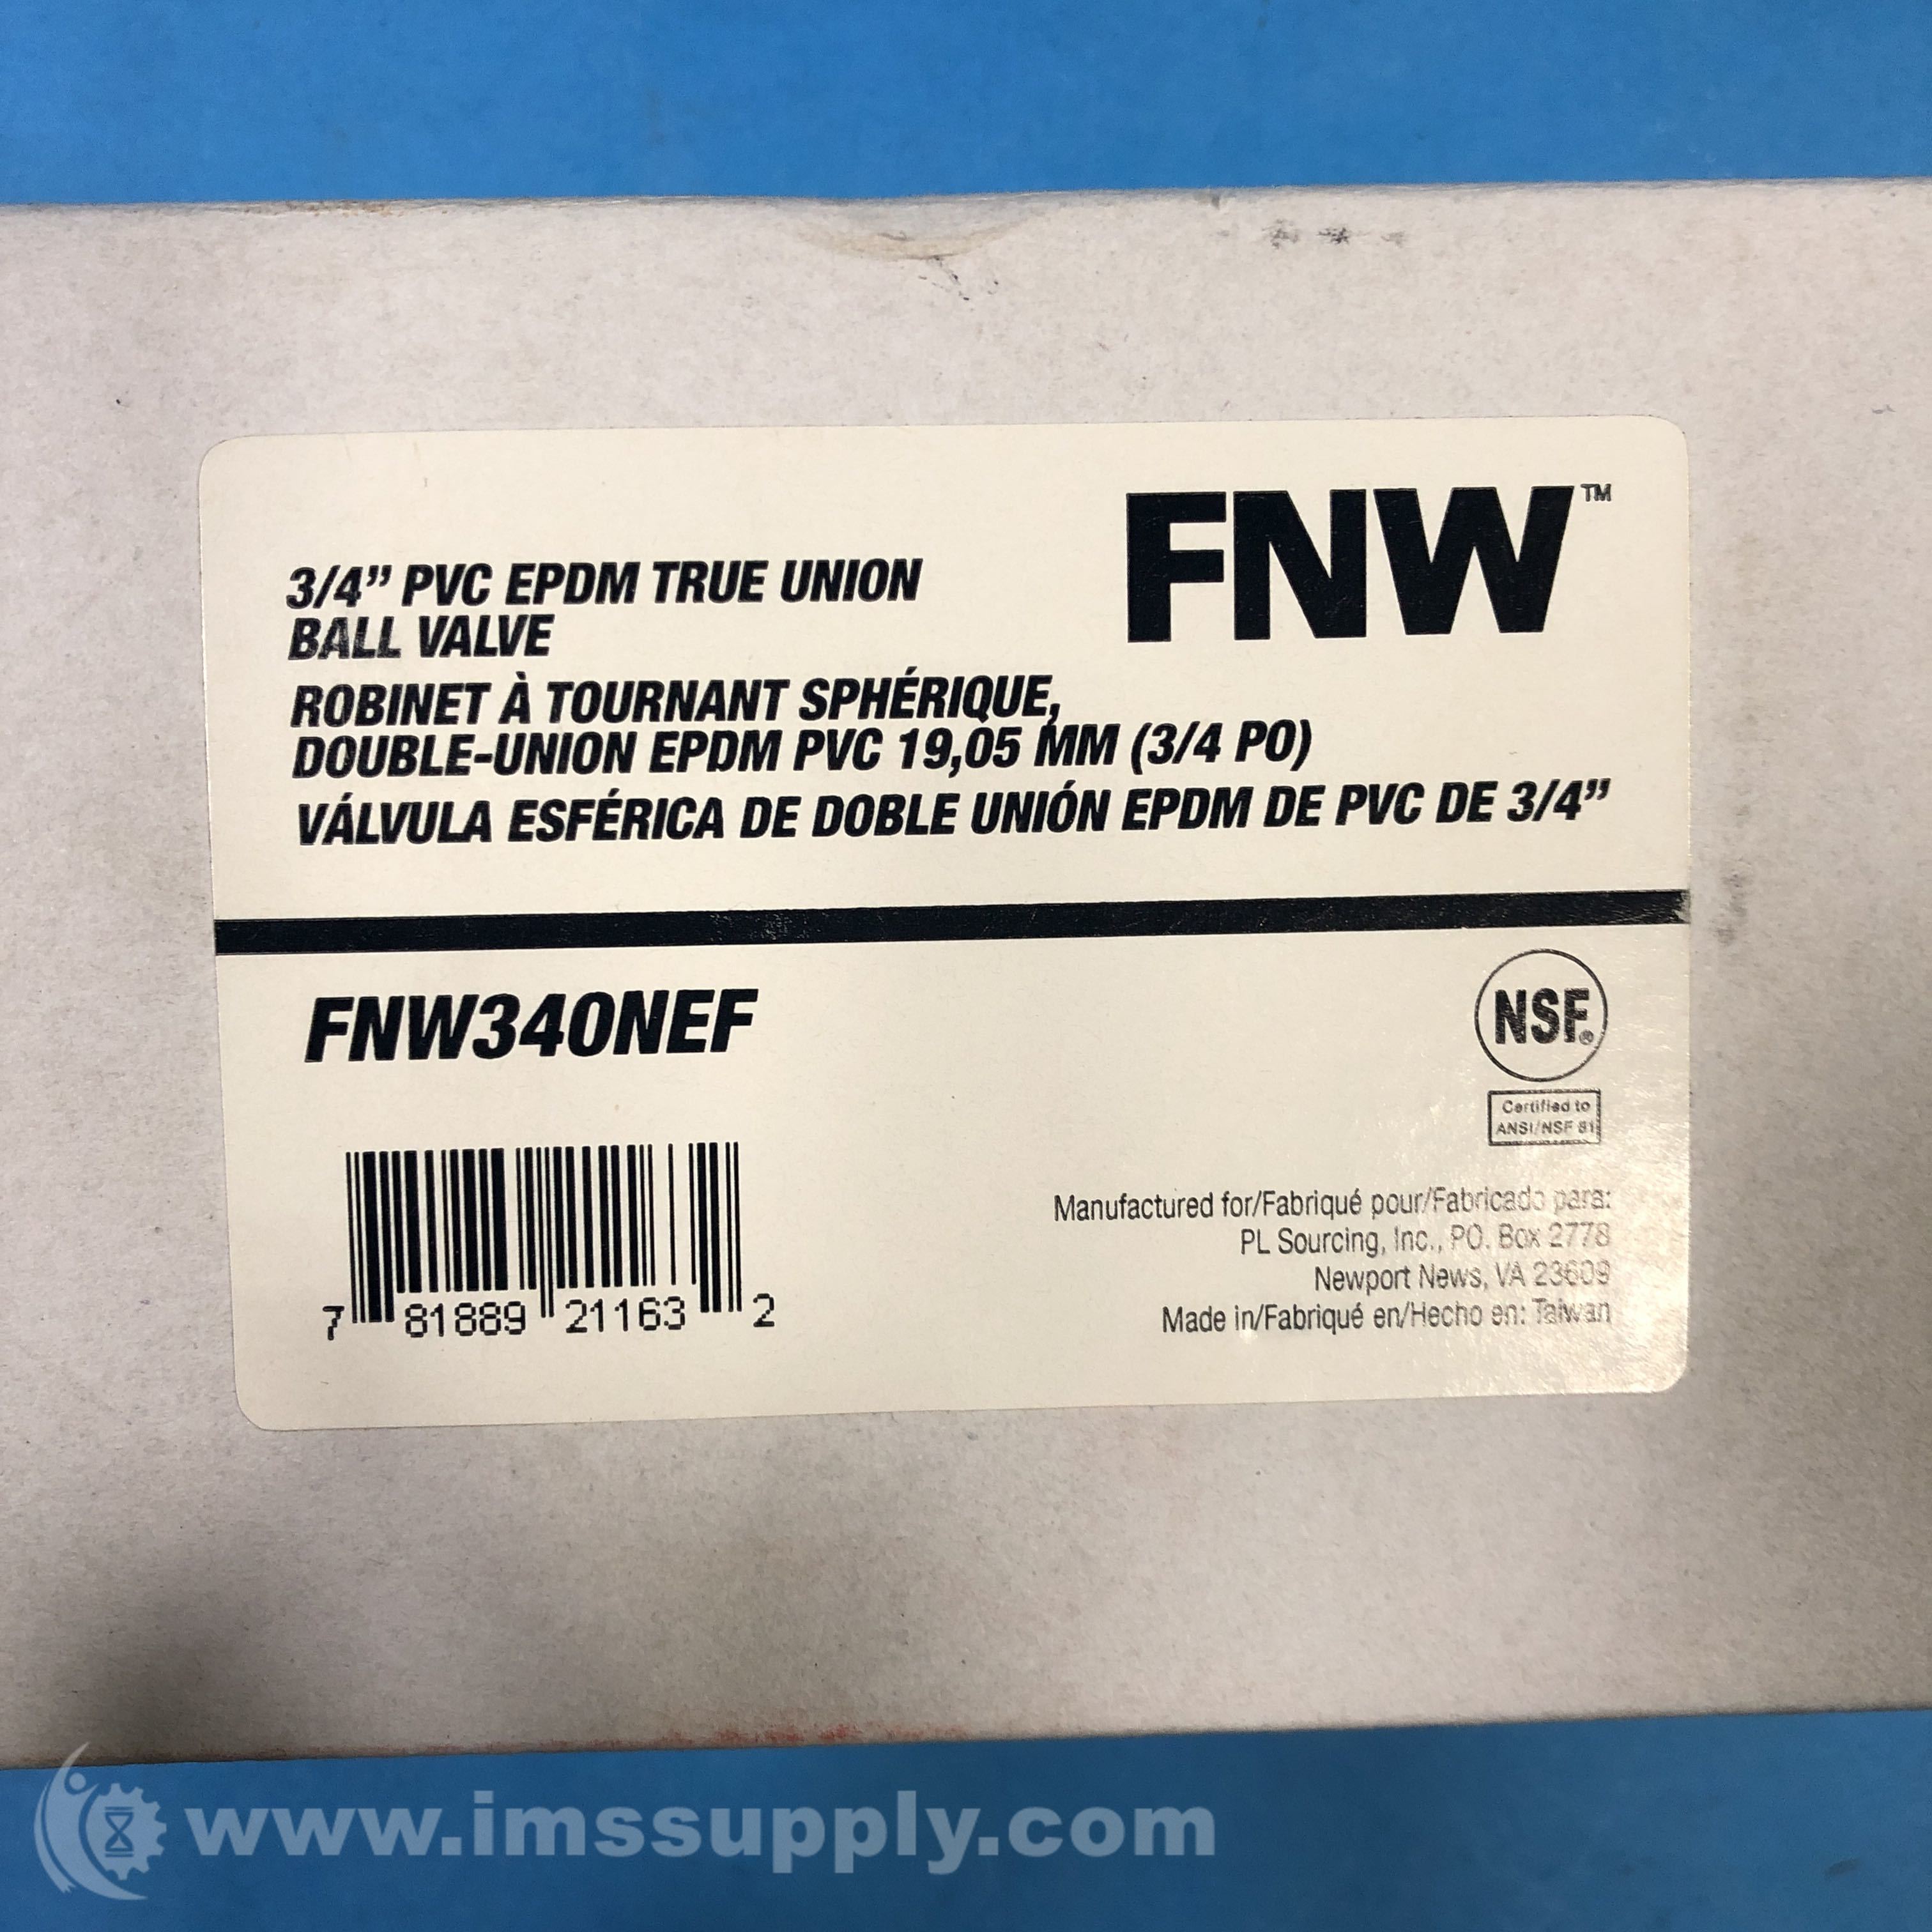 FNW™
3/4” PVC EPDM TRUE UNION
BALL VALVE
ROBINET À TOURNANT SPHÉRIQUE,
DOUBLE-UNION EPDM PVC 19,05 MM (3/4 PO)
VÁLVULA ESFÉRICA DE DOBLE UNIÓN EPDM DE PVC DE 3/4”
FNW340NEF
NSF®
Certified to
ANSI/NSF 61
7 81889 21163 2
Manufactured for/Fabriqué pour/Fabricado para:
PL Sourcing, Inc., PO. Box 2778
Newport News, VA 23609
Made in/Fabriqué en/Hecho en: Taiwan
www.imssupply.com